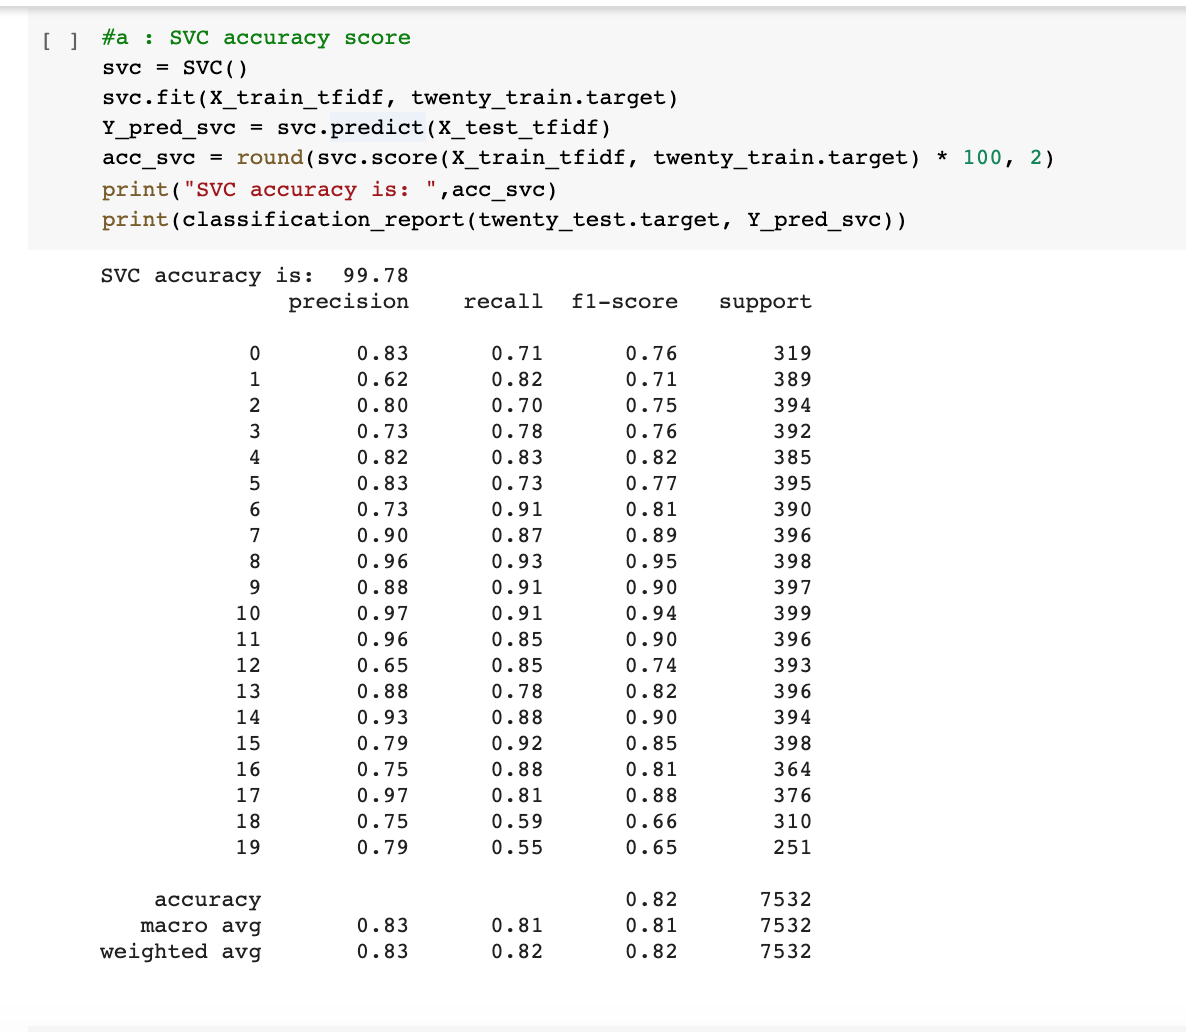 [ ] #a : SVC accuracy score
svc = SVC()
svc.fit(X_train_tfidf, twenty_train.target)
Y_pred_svc = svc.predict(X_test_tfidf)
acc_svc = round(svc.score(X_train_tfidf, twenty_train.target) * 100, 2)
print("SVC accuracy is: ",acc_svc)
print(classification_report(twenty_test.target, Y_pred_svc))
SVC accuracy is:  99.78
precision recall f1-score support
0 0.83 0.71 0.76 319
1 0.62 0.82 0.71 389
2 0.80 0.70 0.75 394
3 0.73 0.78 0.76 392
4 0.82 0.83 0.82 385
5 0.83 0.73 0.77 395
6 0.73 0.91 0.81 390
7 0.90 0.87 0.89 396
8 0.96 0.93 0.95 398
9 0.88 0.91 0.90 397
10 0.97 0.91 0.94 399
11 0.96 0.85 0.90 396
12 0.65 0.85 0.74 393
13 0.88 0.78 0.82 396
14 0.93 0.88 0.90 394
15 0.79 0.92 0.85 398
16 0.75 0.88 0.81 364
17 0.97 0.81 0.88 376
18 0.75 0.59 0.66 310
19 0.79 0.55 0.65 251
accuracy 0.82 7532
macro avg 0.83 0.81 0.81 7532
weighted avg 0.83 0.82 0.82 7532